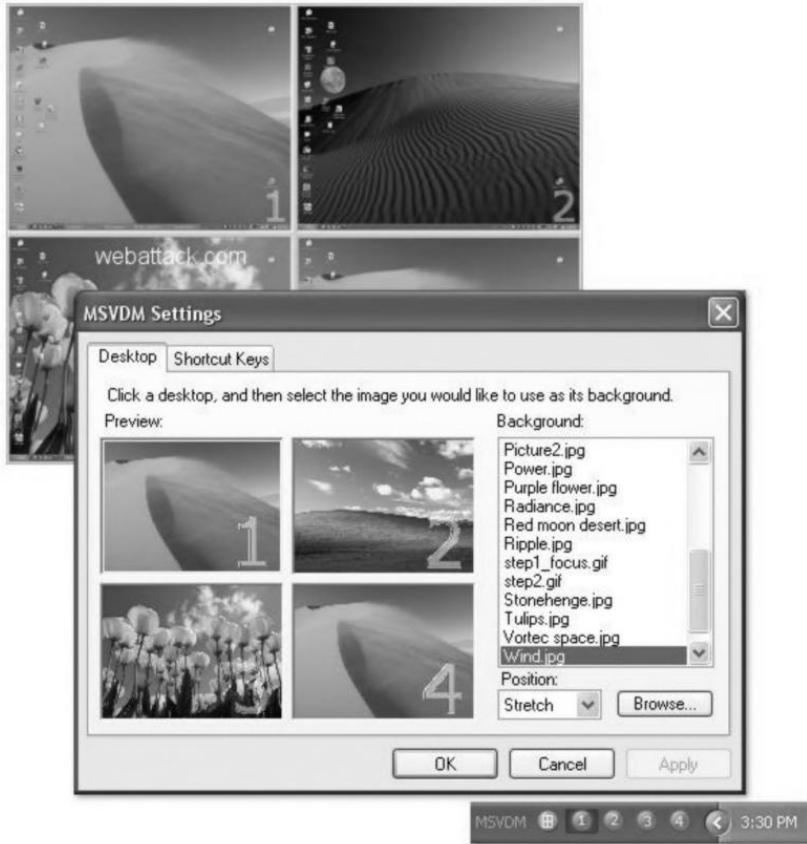 1
2
webattack.com
MSVDM Settings
Desktop
Shortcut Keys
Click a desktop, and then select the image you would like to use as its background.
Preview:
Background:
1
2
4
Picture2.jpg
Power.jpg
Purple flower.jpg
Radiance.jpg
Red moon desert.jpg
Ripple.jpg
step1_focus.gif
step2.gif
Stonehenge.jpg
Tulips.jpg
Vortec space.jpg
Wind.jpg
Position:
Stretch
Browse...
OK
Cancel
Apply
MSVDM 1 2 3 4 3:30 PM